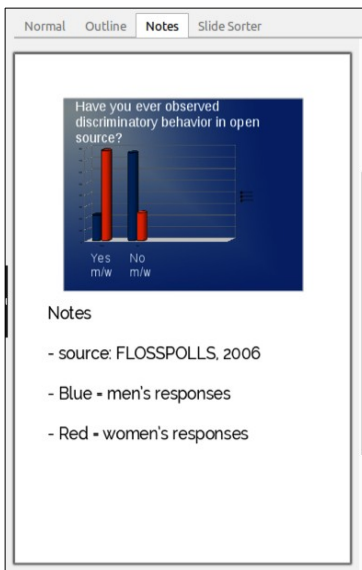 Normal Outline Notes Slide Sorter
Have you ever observed
discriminatory behavior in open
source?
Yes No
m/w m/w
Notes
- source: FLOSSPOLLS, 2006
- Blue = men's responses
- Red = women's responses